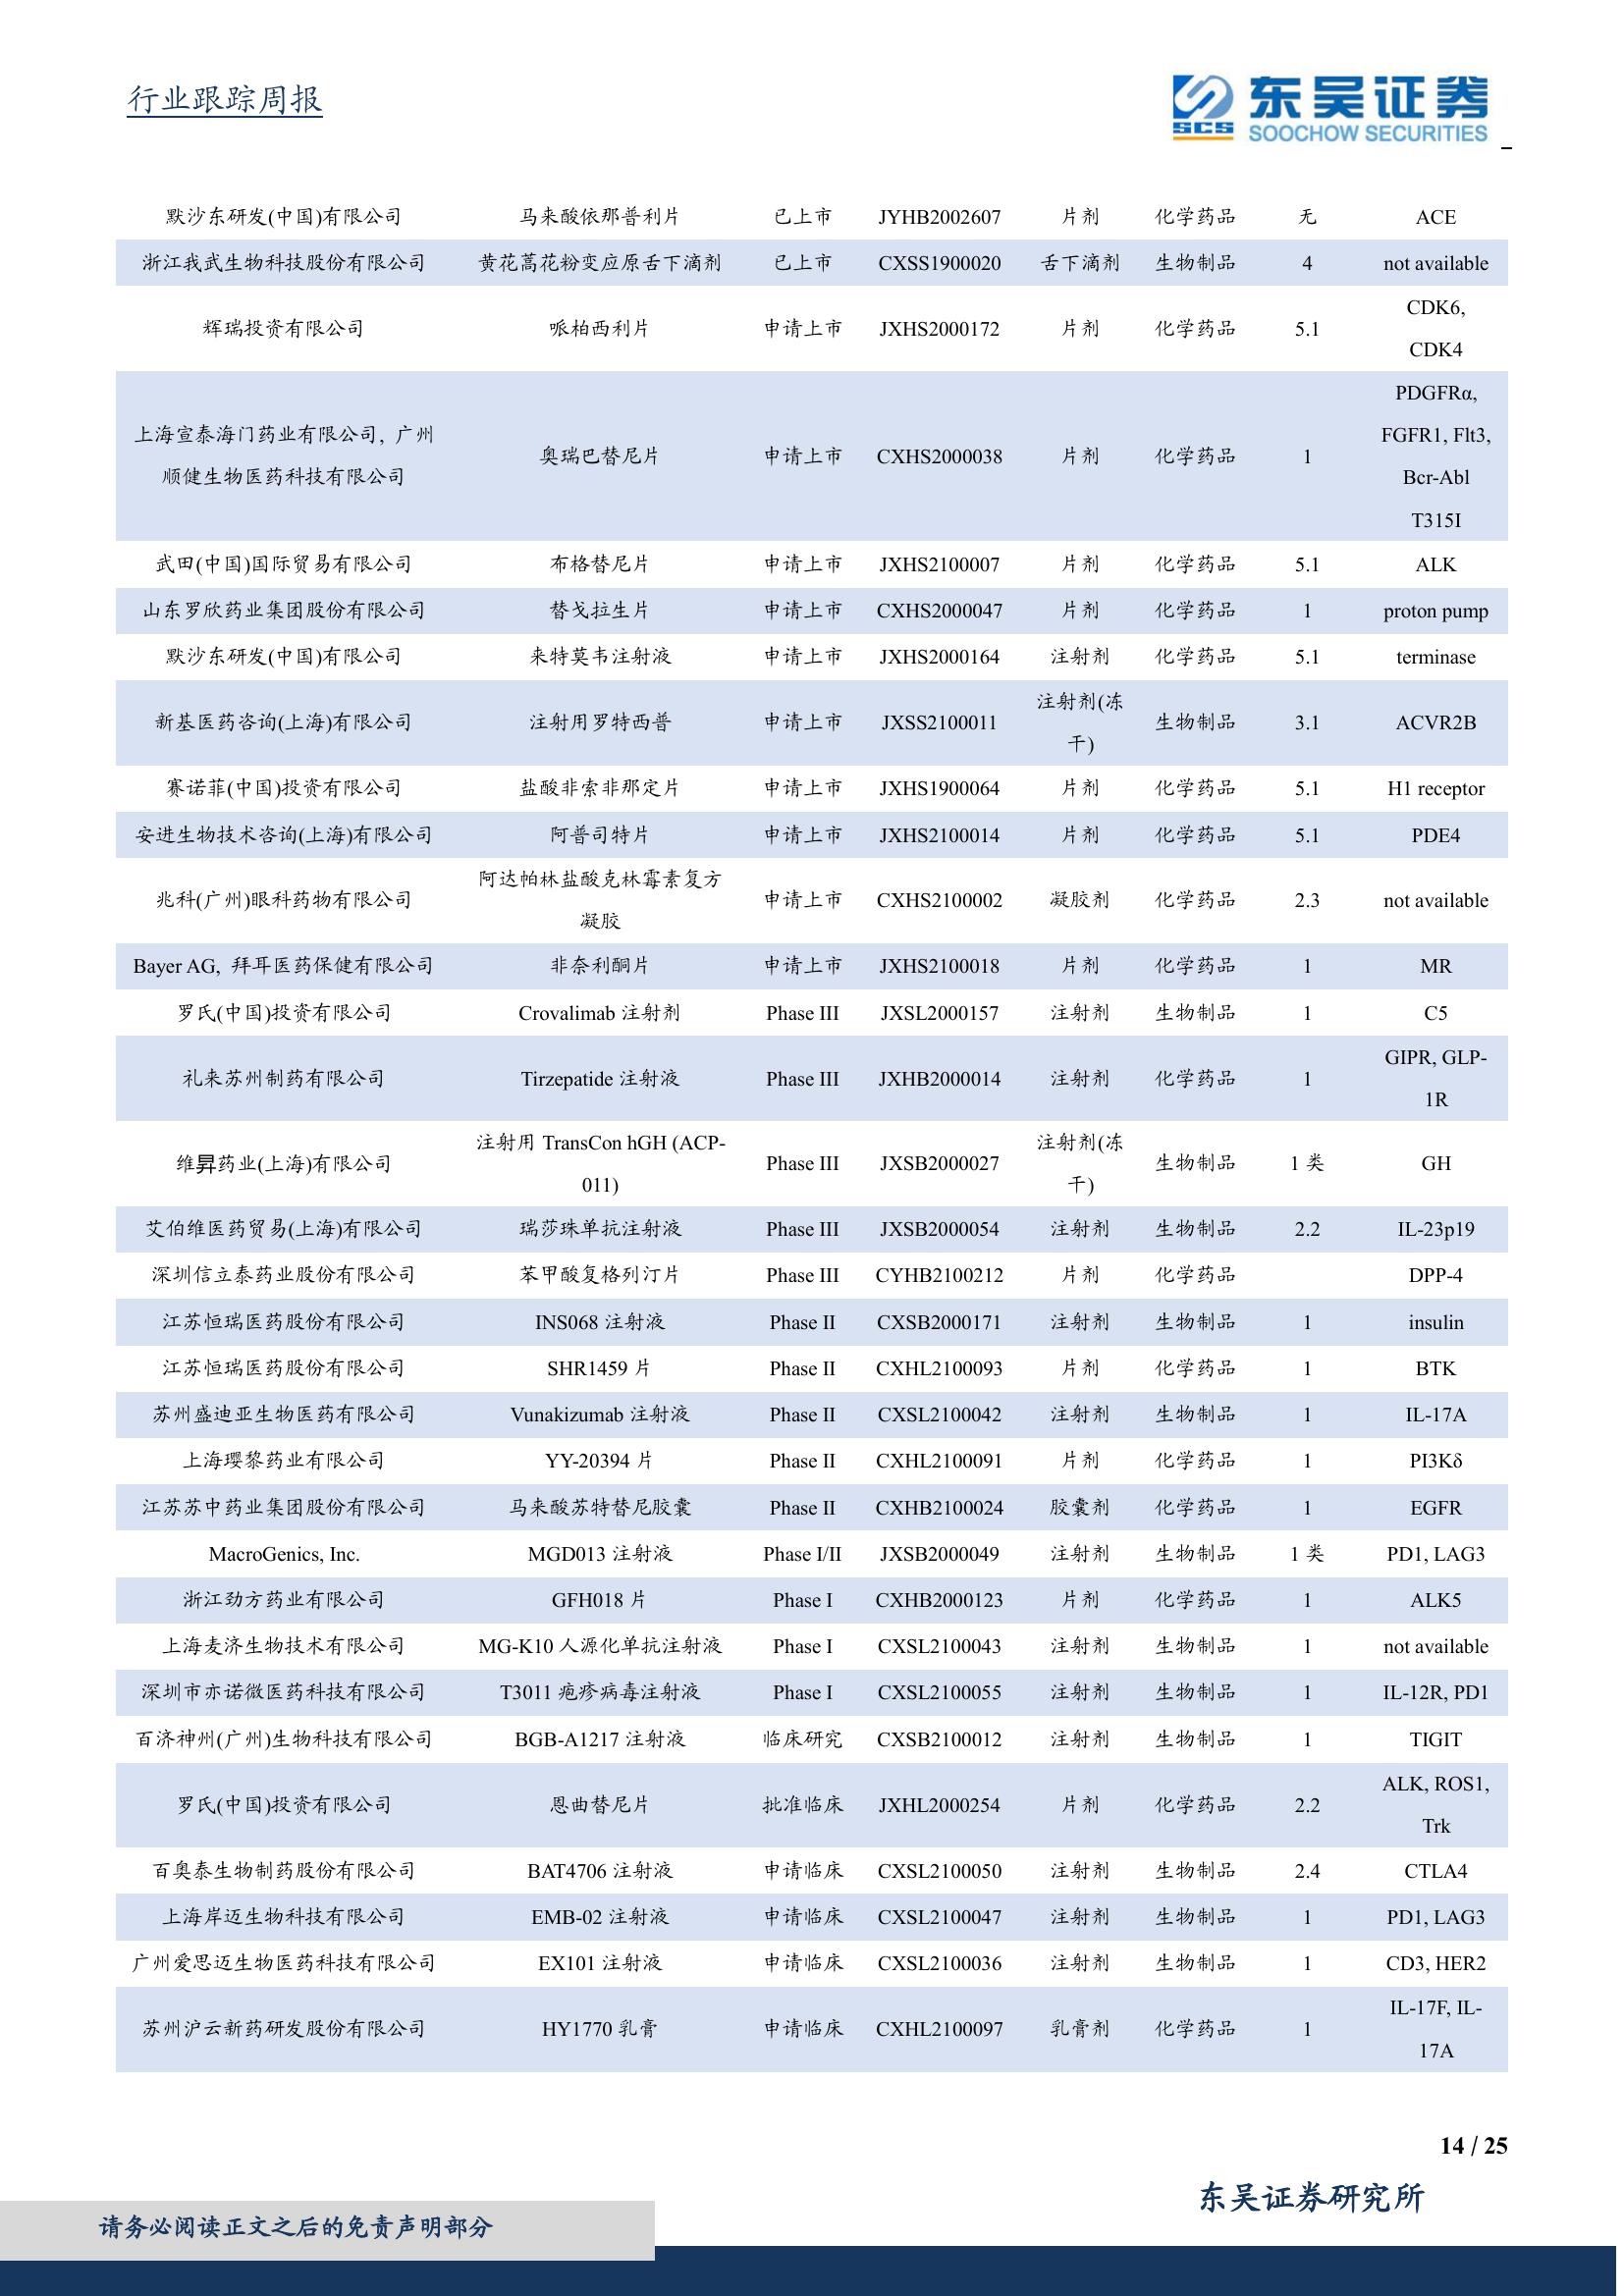 行业跟踪周报
SCS 东吴证券
SOOCHOW SECURITIES
默沙东研发(中国)有限公司 马来酸依那普利片 已上市 JYHB2002607 片剂 化学药品 无 ACE
浙江我武生物科技股份有限公司 黄花蒿花粉变应原舌下滴剂 已上市 CXSS1900020 舌下滴剂 生物制品 4 not available
辉瑞投资有限公司 哌柏西利片 申请上市 JXHS2000172 片剂 化学药品 5.1 CDK6,
CDK4
上海宣泰海门药业有限公司, 广州
顺健生物医药科技有限公司 奥瑞巴替尼片 申请上市 CXHS2000038 片剂 化学药品 1 PDGFRα,
FGFR1, Flt3,
Bcr-Abl
T315I
武田(中国)国际贸易有限公司 布格替尼片 申请上市 JXHS2100007 片剂 化学药品 5.1 ALK
山东罗欣药业集团股份有限公司 替戈拉生片 申请上市 CXHS2000047 片剂 化学药品 1 proton pump
默沙东研发(中国)有限公司 来特莫韦注射液 申请上市 JXHS2000164 注射剂 化学药品 5.1 terminase
新基医药咨询(上海)有限公司 注射用罗特西普 申请上市 JXSS2100011 注射剂(冻
干) 生物制品 3.1 ACVR2B
赛诺菲(中国)投资有限公司 盐酸非索非那定片 申请上市 JXHS1900064 片剂 化学药品 5.1 H1 receptor
安进生物技术咨询(上海)有限公司 阿普司特片 申请上市 JXHS2100014 片剂 化学药品 5.1 PDE4
兆科(广州)眼科药物有限公司 阿达帕林盐酸克林霉素复方
凝胶 申请上市 CXHS2100002 凝胶剂 化学药品 2.3 not available
Bayer AG, 拜耳医药保健有限公司 非奈利酮片 申请上市 JXHS2100018 片剂 化学药品 1 MR
罗氏(中国)投资有限公司 Crovalimab 注射剂 Phase III JXSL2000157 注射剂 生物制品 1 C5
礼来苏州制药有限公司 Tirzepatide 注射液 Phase III JXHB2000014 注射剂 化学药品 1 GIPR, GLP-
1R
维昇药业(上海)有限公司 注射用 TransCon hGH (ACP-
011) Phase III JXSB2000027 注射剂(冻
干) 生物制品 1 类 GH
艾伯维医药贸易(上海)有限公司 瑞莎珠单抗注射液 Phase III JXSB2000054 注射剂 生物制品 2.2 IL-23p19
深圳信立泰药业股份有限公司 苯甲酸复格列汀片 Phase III CYHB2100212 片剂 化学药品 DPP-4
江苏恒瑞医药股份有限公司 INS068 注射液 Phase II CXSB2000171 注射剂 生物制品 1 insulin
江苏恒瑞医药股份有限公司 SHR1459 片 Phase II CXHL2100093 片剂 化学药品 1 BTK
苏州盛迪亚生物医药有限公司 Vunakizumab 注射液 Phase II CXSL2100042 注射剂 生物制品 1 IL-17A
上海璎黎药业有限公司 YY-20394 片 Phase II CXHL2100091 片剂 化学药品 1 PI3Kδ
江苏苏中药业集团股份有限公司 马来酸苏特替尼胶囊 Phase II CXHB2100024 胶囊剂 化学药品 1 EGFR
MacroGenics, Inc. MGD013 注射液 Phase I/II JXSB2000049 注射剂 生物制品 1 类 PD1, LAG3
浙江劲方药业有限公司 GFH018 片 Phase I CXHB2000123 片剂 化学药品 1 ALK5
上海麦济生物技术有限公司 MG-K10 人源化单抗注射液 Phase I CXSL2100043 注射剂 生物制品 1 not available
深圳市亦诺微医药科技有限公司 T3011 疱疹病毒注射液 Phase I CXSL2100055 注射剂 生物制品 1 IL-12R, PD1
百济神州(广州)生物科技有限公司 BGB-A1217 注射液 临床研究 CXSB2100012 注射剂 生物制品 1 TIGIT
罗氏(中国)投资有限公司 恩曲替尼片 批准临床 JXHL2000254 片剂 化学药品 2.2 ALK, ROS1,
Trk
百奥泰生物制药股份有限公司 BAT4706 注射液 申请临床 CXSL2100050 注射剂 生物制品 2.4 CTLA4
上海岸迈生物科技有限公司 EMB-02 注射液 申请临床 CXSL2100047 注射剂 生物制品 1 PD1, LAG3
广州爱思迈生物医药科技有限公司 EX101 注射液 申请临床 CXSL2100036 注射剂 生物制品 1 CD3, HER2
苏州沪云新药研发股份有限公司 HY1770 乳膏 申请临床 CXHL2100097 乳膏剂 化学药品 1 IL-17F, IL-
17A
14 / 25
东吴证券研究所
请务必阅读正文之后的免责声明部分